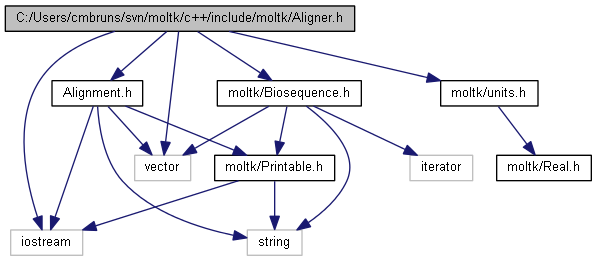 C:/Users/cmbruns/svn/moltk/c++/include/moltk/Aligner.h
Alignment.h
moltk/Biosequence.h
moltk/units.h
vector
moltk/Printable.h
iterator
moltk/Real.h
iostream
string